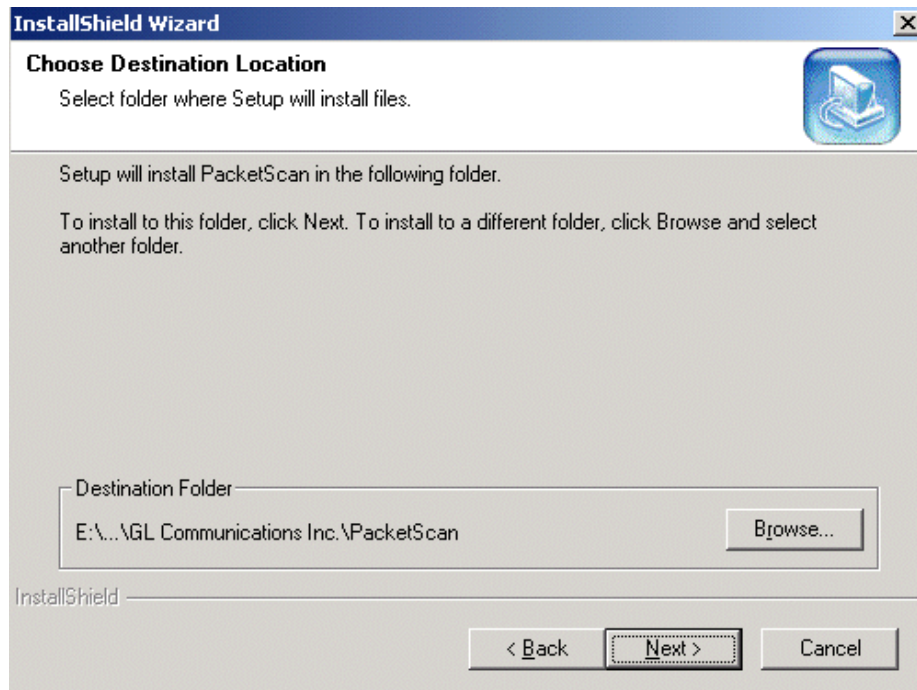 InstallShield Wizard
Choose Destination Location
Select folder where Setup will install files.
Setup will install PacketScan in the following folder.
To install to this folder, click Next. To install to a different folder, click Browse and select
another folder.
Destination Folder
E:\...\GL Communications Inc.\PacketScan
Browse...
InstallShield
< Back
Next >
Cancel